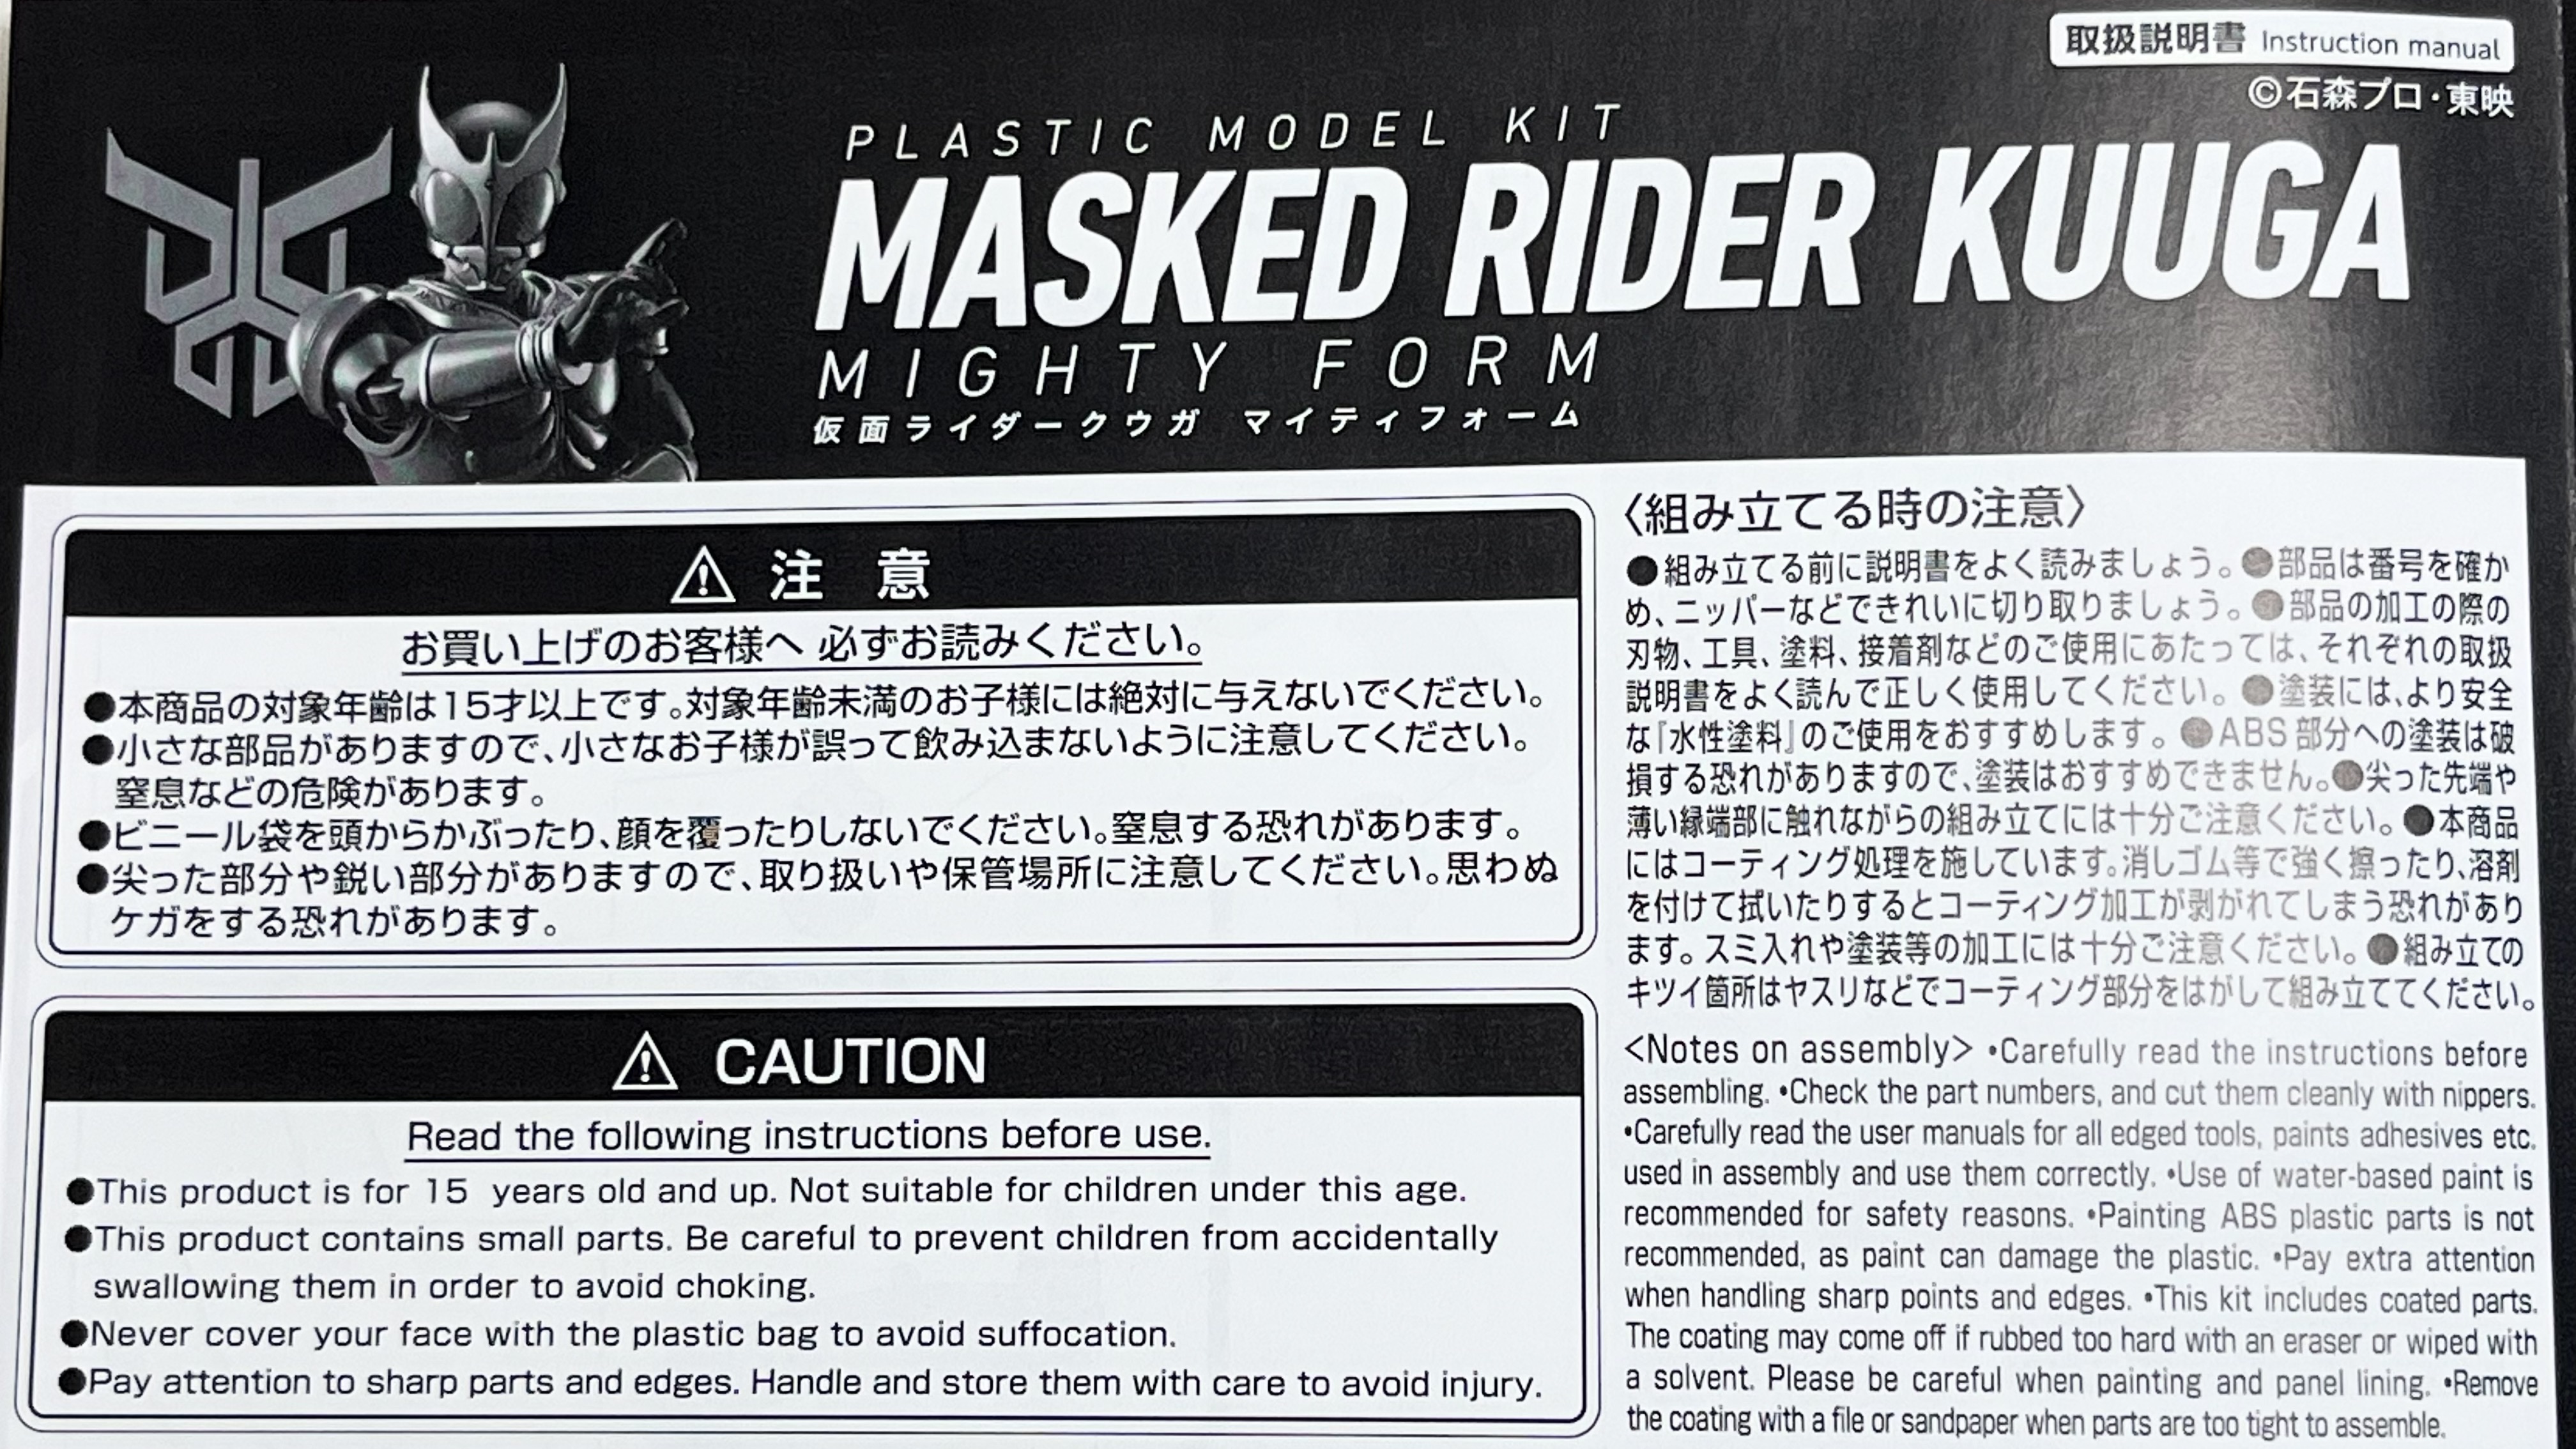 取扱説明書 Instruction manual
©石森プロ・東映
PLASTIC MODEL KIT
MASKED RIDER KUUGA
MIGHTY FORM
仮面ライダークウガ マイティフォーム
⚠ 注 意
お買い上げのお客様へ 必ずお読みください。
●本商品の対象年齢は15才以上です。対象年齢未満のお子様には絶対に与えないでください。
●小さな部品がありますので、小さなお子様が誤って飲み込まないように注意してください。
窒息などの危険があります。
●ビニール袋を頭からかぶったり、顔を覆ったりしないでください。窒息する恐れがあります。
●尖った部分や鋭い部分がありますので、取り扱いや保管場所に注意してください。思わぬ
ケガをする恐れがあります。
⚠ CAUTION
Read the following instructions before use.
●This product is for 15 years old and up. Not suitable for children under this age.
●This product contains small parts. Be careful to prevent children from accidentally
swallowing them in order to avoid choking.
●Never cover your face with the plastic bag to avoid suffocation.
●Pay attention to sharp parts and edges. Handle and store them with care to avoid injury.
〈組み立てる時の注意〉
●組み立てる前に説明書をよく読みましょう。●部品は番号を確か
め、ニッパーなどできれいに切り取りましょう。●部品の加工の際の
刃物、工具、塗料、接着剤などのご使用にあたっては、それぞれの取扱
説明書をよく読んで正しく使用してください。●塗装には、より安全
な『水性塗料』のご使用をおすすめします。●ABS部分への塗装は破
損する恐れがありますので、塗装はおすすめできません。●尖った先端や
薄い縁端部に触れながらの組み立てには十分ご注意ください。●本商品
にはコーティング処理を施しています。消しゴム等で強く擦ったり、溶剤
を付けて拭いたりするとコーティング加工が剥がれてしまう恐れがあり
ます。スミ入れや塗装等の加工には十分ご注意ください。●組み立ての
キツイ箇所はヤスリなどでコーティング部分をはがして組み立ててください。
<Notes on assembly> •Carefully read the instructions before
assembling. •Check the part numbers, and cut them cleanly with nippers.
•Carefully read the user manuals for all edged tools, paints adhesives etc.
used in assembly and use them correctly. •Use of water-based paint is
recommended for safety reasons. •Painting ABS plastic parts is not
recommended, as paint can damage the plastic. •Pay extra attention
when handling sharp points and edges. •This kit includes coated parts.
The coating may come off if rubbed too hard with an eraser or wiped with
a solvent. Please be careful when painting and panel lining. •Remove
the coating with a file or sandpaper when parts are too tight to assemble.